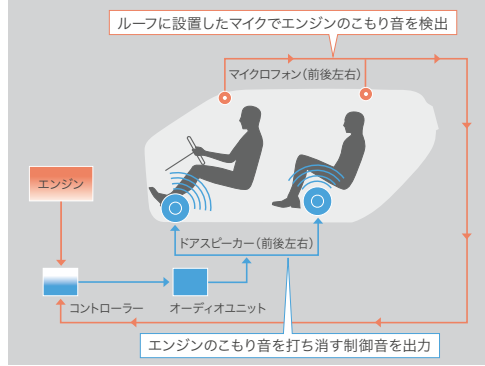 ルーフに設置したマイクでエンジンのこもり音を検出
マイクロフォン(前後左右)
エンジン
ドアスピーカー(前後左右)
コントローラー
オーディオユニット
エンジンのこもり音を打ち消す制御音を出力